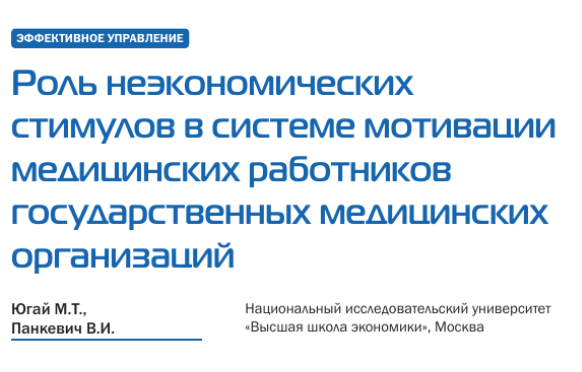 ЭФФЕКТИВНОЕ УПРАВЛЕНИЕ
Роль неэкономических
стимулов в системе мотивации
медицинских работников
государственных медицинских
организаций
Югай М.Т.,
Панкевич В.И.
Национальный исследовательский университет
«Высшая школа экономики», Москва